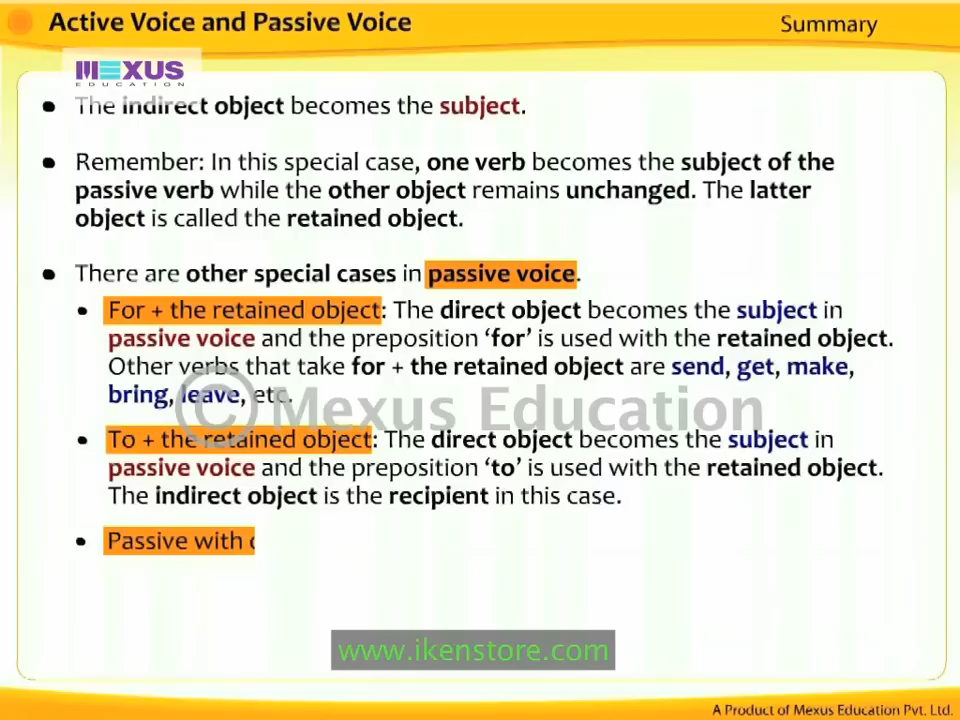 Active Voice and Passive Voice
Summary
MEXUS
EDUCATION
• The indirect object becomes the subject.
• Remember: In this special case, one verb becomes the subject of the
passive verb while the other object remains unchanged. The latter
object is called the retained object.
• There are other special cases in passive voice.
• For + the retained object: The direct object becomes the subject in
passive voice and the preposition ‘for’ is used with the retained object.
Other verbs that take for + the retained object are send, get, make,
bring, leave, etc.
© Mexus Education
• To + the retained object: The direct object becomes the subject in
passive voice and the preposition ‘to’ is used with the retained object.
The indirect object is the recipient in this case.
• Passive with
www.ikenstore.com
A Product of Mexus Education Pvt. Ltd.